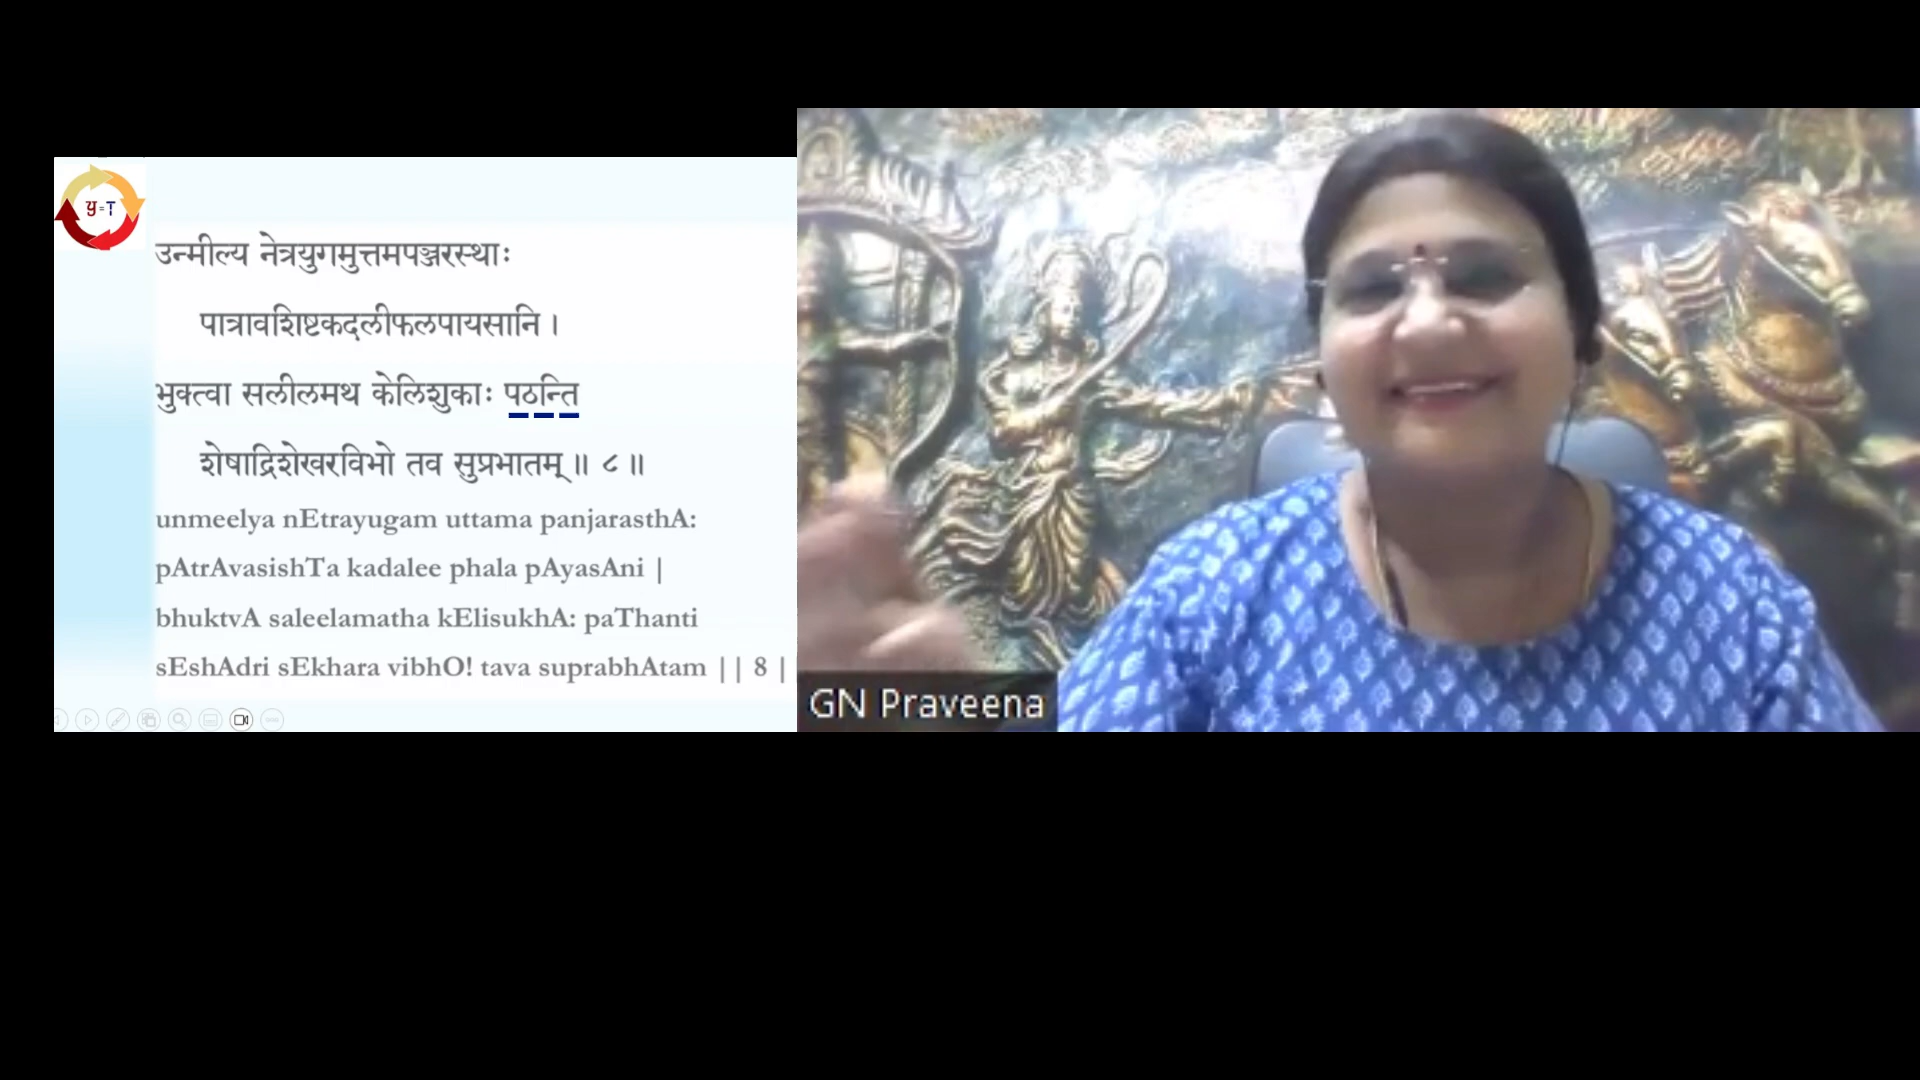 y=T
उन्मील्य नेत्रयुगमुत्तमपञ्जरस्थाः
पात्रावशिष्टकदलीफलपायसानि ।
भुक्त्वा सलीलमथ केलिशुकाः पठन्ति
शेषाद्रिशेखरविभो तव सुप्रभातम् ॥ ८ ॥
unmeelya nEtrayugam uttama panjarasthA:
pAtrAvasishTa kadalee phala pAyasAni |
bhuktvA saleelamatha kElisukhA: paThanti
sEshAdri sEkhara vibhO! tava suprabhAtam || 8 |
GN Praveena